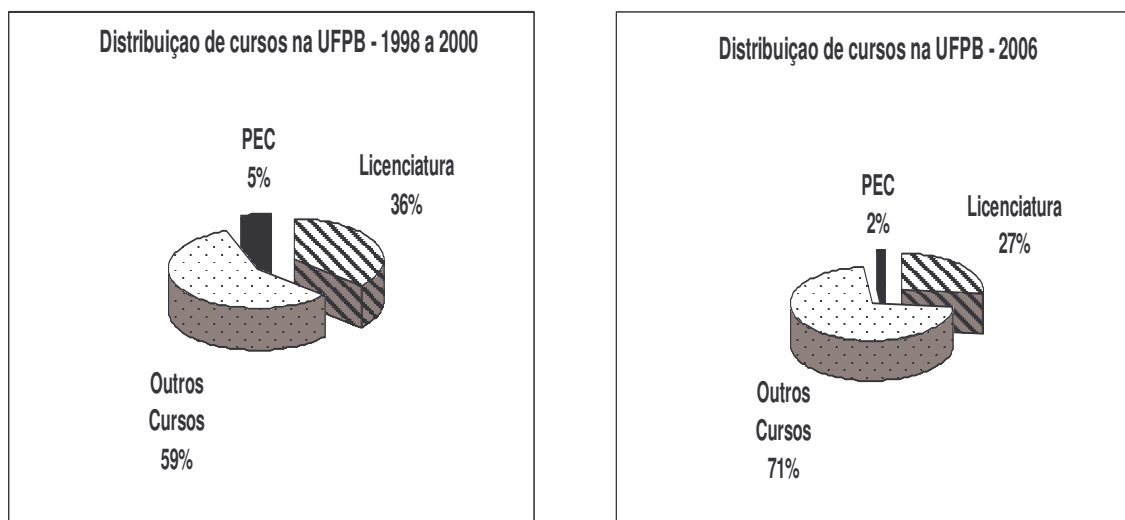 Distribuiçao de cursos na UFPB - 1998 a 2000
PEC
5%
Licenciatura
36%
Outros
Cursos
59%
Distribuiçao de cursos na UFPB - 2006
PEC
2%
Licenciatura
27%
Outros
Cursos
71%